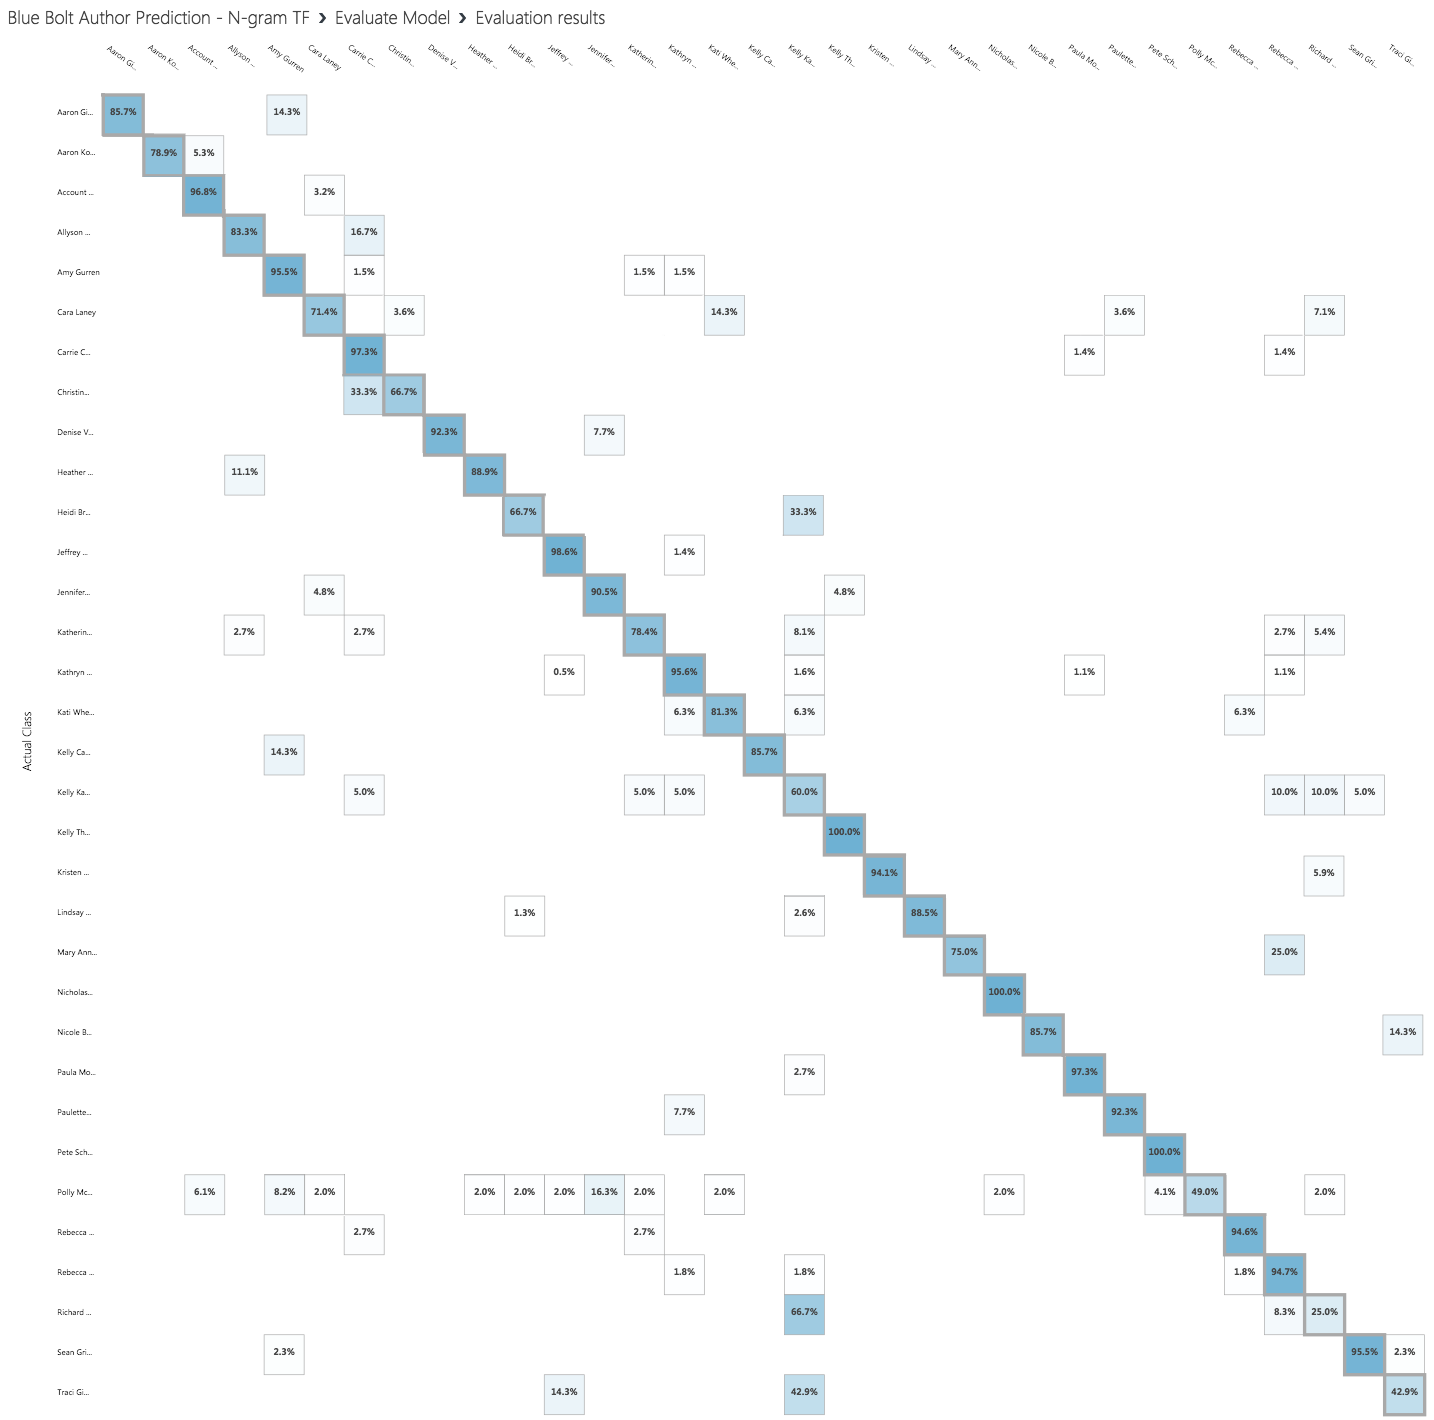 Blue Bolt Author Prediction - N-gram TF › Evaluate Model › Evaluation results
Aaron Gi... Aaron Ko... Account ... Allyson ... Amy Gurren Cara Laney Carrie C... Christin... Denise V... Heather ... Heidi Br... Jeffrey ... Jennifer... Katherin... Kathryn ... Kati Whe... Kelly Ca... Kelly Ka... Kelly Th... Kristen ... Lindsay ... Mary Ann... Nicholas... Nicole B... Paula Mo... Paulette... Pete Sch... Polly Mc... Rebecca ... Rebecca ... Richard ... Sean Gri... Traci Gi...
Aaron Gi... 85.7% 14.3%
Aaron Ko... 78.9% 5.3%
Account ... 96.8% 3.2%
Allyson ... 83.3% 16.7%
Amy Gurren 95.5% 1.5% 1.5% 1.5%
Cara Laney 71.4% 3.6% 14.3% 3.6% 7.1%
Carrie C... 97.3% 1.4% 1.4%
Christin... 33.3% 66.7%
Denise V... 92.3% 7.7%
Heather ... 11.1% 88.9%
Heidi Br... 66.7% 33.3%
Jeffrey ... 98.6% 1.4%
Jennifer... 4.8% 90.5% 4.8%
Katherin... 2.7% 2.7% 78.4% 8.1% 2.7% 5.4%
Kathryn ... 0.5% 95.6% 1.6% 1.1% 1.1%
Kati Whe... 6.3% 81.3% 6.3% 6.3%
Actual Class
Kelly Ca... 14.3% 85.7%
Kelly Ka... 5.0% 5.0% 5.0% 60.0% 10.0% 10.0% 5.0%
Kelly Th... 100.0%
Kristen ... 94.1% 5.9%
Lindsay ... 1.3% 2.6% 88.5%
Mary Ann... 75.0% 25.0%
Nicholas... 100.0%
Nicole B... 85.7% 14.3%
Paula Mo... 2.7% 97.3%
Paulette... 7.7% 92.3%
Pete Sch... 100.0%
Polly Mc... 6.1% 8.2% 2.0% 2.0% 2.0% 2.0% 16.3% 2.0% 2.0% 2.0% 4.1% 49.0% 2.0%
Rebecca ... 2.7% 2.7% 94.6%
Rebecca ... 1.8% 1.8% 1.8% 94.7%
Richard ... 66.7% 8.3% 25.0%
Sean Gri... 2.3% 95.5% 2.3%
Traci Gi... 14.3% 42.9% 42.9%